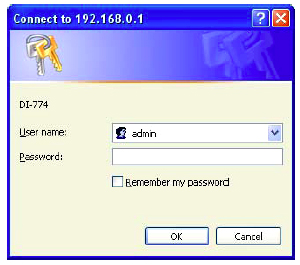 Connect to 192.168.0.1
DI-774
User name:
admin
Password:
Remember my password
OK
Cancel